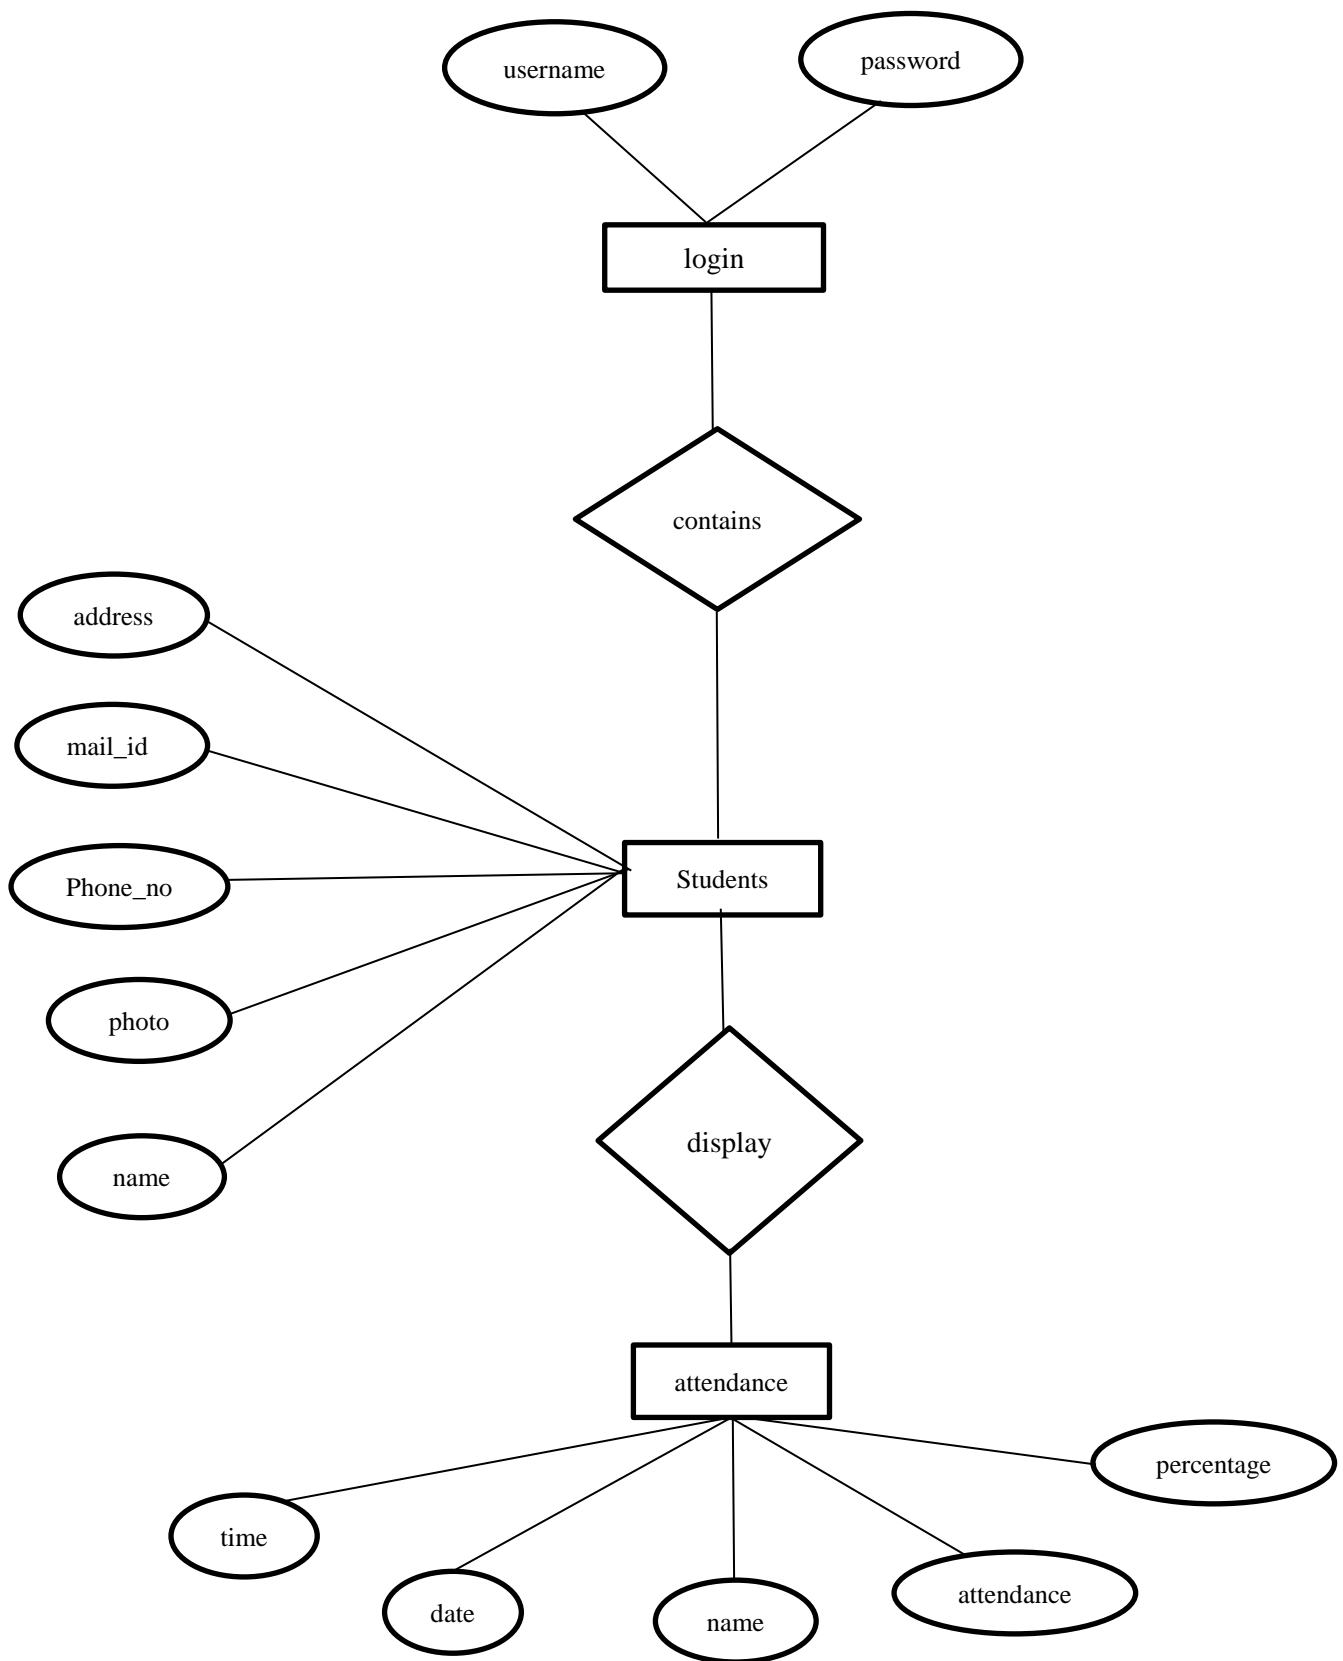 username
password
login
contains
address
mail_id
Phone_no
Students
photo
display
name
attendance
percentage
time
date
name
attendance